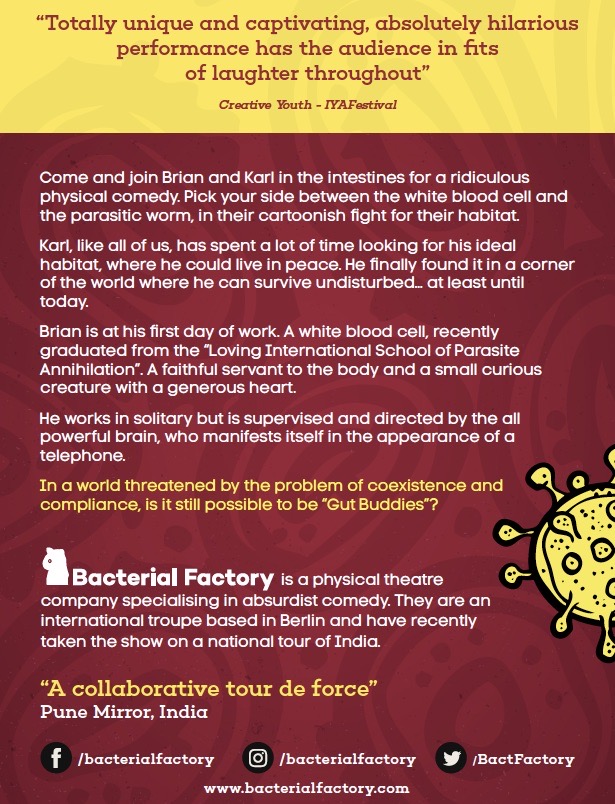 “Totally unique and captivating, absolutely hilarious
performance has the audience in fits
of laughter throughout”
Creative Youth - IYAFestival
Come and join Brian and Karl in the intestines for a ridiculous
physical comedy. Pick your side between the white blood cell and
the parasitic worm, in their cartoonish fight for their habitat.
Karl, like all of us, has spent a lot of time looking for his ideal
habitat, where he could live in peace. He finally found it in a corner
of the world where he can survive undisturbed... at least until
today.
Brian is at his first day of work. A white blood cell, recently
graduated from the “Loving International School of Parasite
Annihilation”. A faithful servant to the body and a small curious
creature with a generous heart.
He works in solitary but is supervised and directed by the all
powerful brain, who manifests itself in the appearance of a
telephone.
In a world threatened by the problem of coexistence and
compliance, is it still possible to be “Gut Buddies”?
Bacterial Factory is a physical theatre
company specialising in absurdist comedy. They are an
international troupe based in Berlin and have recently
taken the show on a national tour of India.
“A collaborative tour de force”
Pune Mirror, India
/bacterialfactory /bacterialfactory /BactFactory
www.bacterialfactory.com